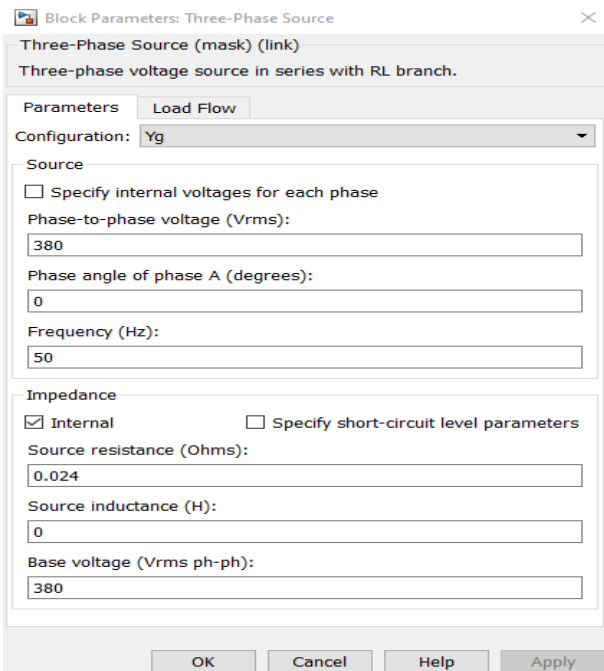 Block Parameters: Three-Phase Source
Three-Phase Source (mask) (link)
Three-phase voltage source in series with RL branch.
Parameters Load Flow
Configuration: Yg
Source
Specify internal voltages for each phase
Phase-to-phase voltage (Vrms):
380
Phase angle of phase A (degrees):
0
Frequency (Hz):
50
Impedance
Internal Specify short-circuit level parameters
Source resistance (Ohms):
0.024
Source inductance (H):
0
Base voltage (Vrms ph-ph):
380
OK Cancel Help Apply